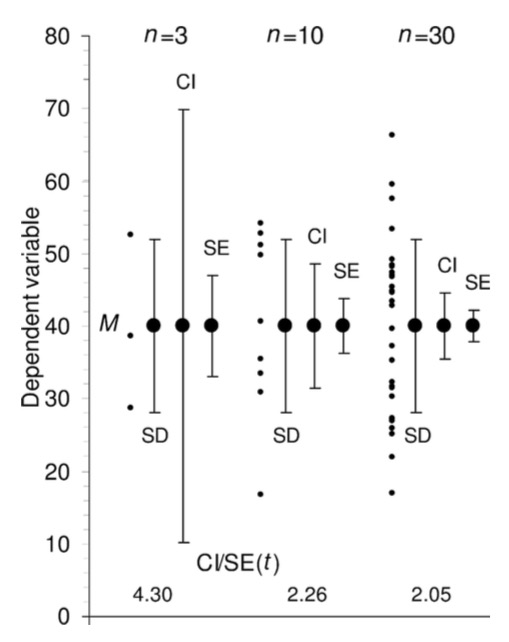 80 n=3 n=10 n=30
CI
70
60
SE
50
CI
CI
SE
SE
M
40
30
SD SD SD
20
10
CI/SE(t)
4.30 2.26 2.05
0
Dependent variable